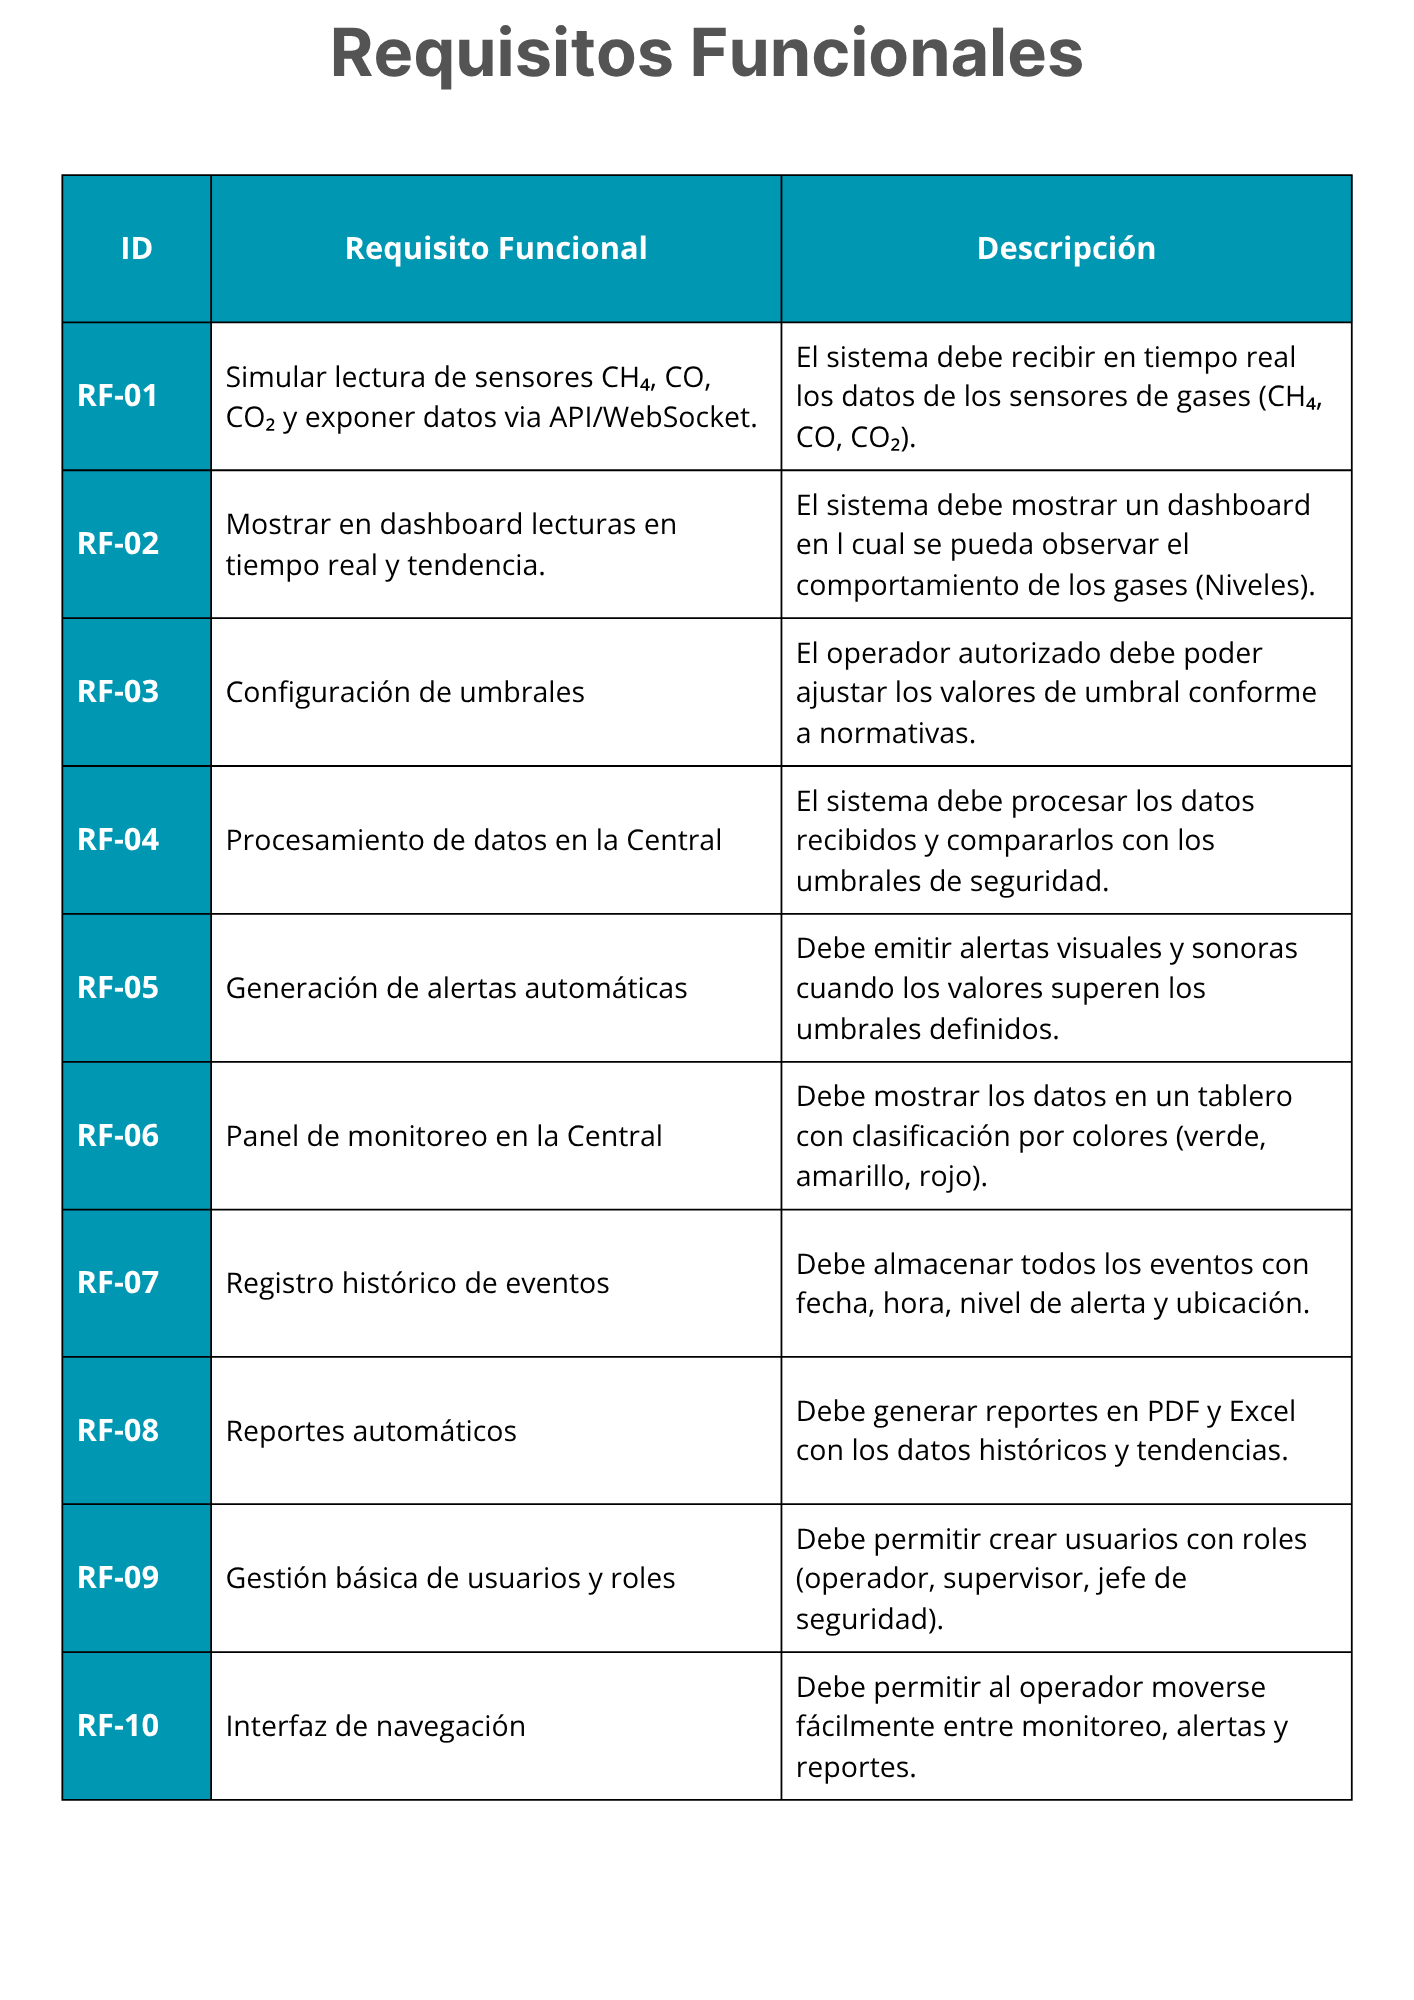 Requisitos Funcionales
ID
Requisito Funcional
Descripción
RF-01
Simular lectura de sensores CH₄, CO,
CO₂ y exponer datos via API/WebSocket.
El sistema debe recibir en tiempo real
los datos de los sensores de gases (CH₄,
CO, CO₂).
RF-02
Mostrar en dashboard lecturas en
tiempo real y tendencia.
El sistema debe mostrar un dashboard
en l cual se pueda observar el
comportamiento de los gases (Niveles).
RF-03
Configuración de umbrales
El operador autorizado debe poder
ajustar los valores de umbral conforme
a normativas.
RF-04
Procesamiento de datos en la Central
El sistema debe procesar los datos
recibidos y compararlos con los
umbrales de seguridad.
RF-05
Generación de alertas automáticas
Debe emitir alertas visuales y sonoras
cuando los valores superen los
umbrales definidos.
RF-06
Panel de monitoreo en la Central
Debe mostrar los datos en un tablero
con clasificación por colores (verde,
amarillo, rojo).
RF-07
Registro histórico de eventos
Debe almacenar todos los eventos con
fecha, hora, nivel de alerta y ubicación.
RF-08
Reportes automáticos
Debe generar reportes en PDF y Excel
con los datos históricos y tendencias.
RF-09
Gestión básica de usuarios y roles
Debe permitir crear usuarios con roles
(operador, supervisor, jefe de
seguridad).
RF-10
Interfaz de navegación
Debe permitir al operador moverse
fácilmente entre monitoreo, alertas y
reportes.